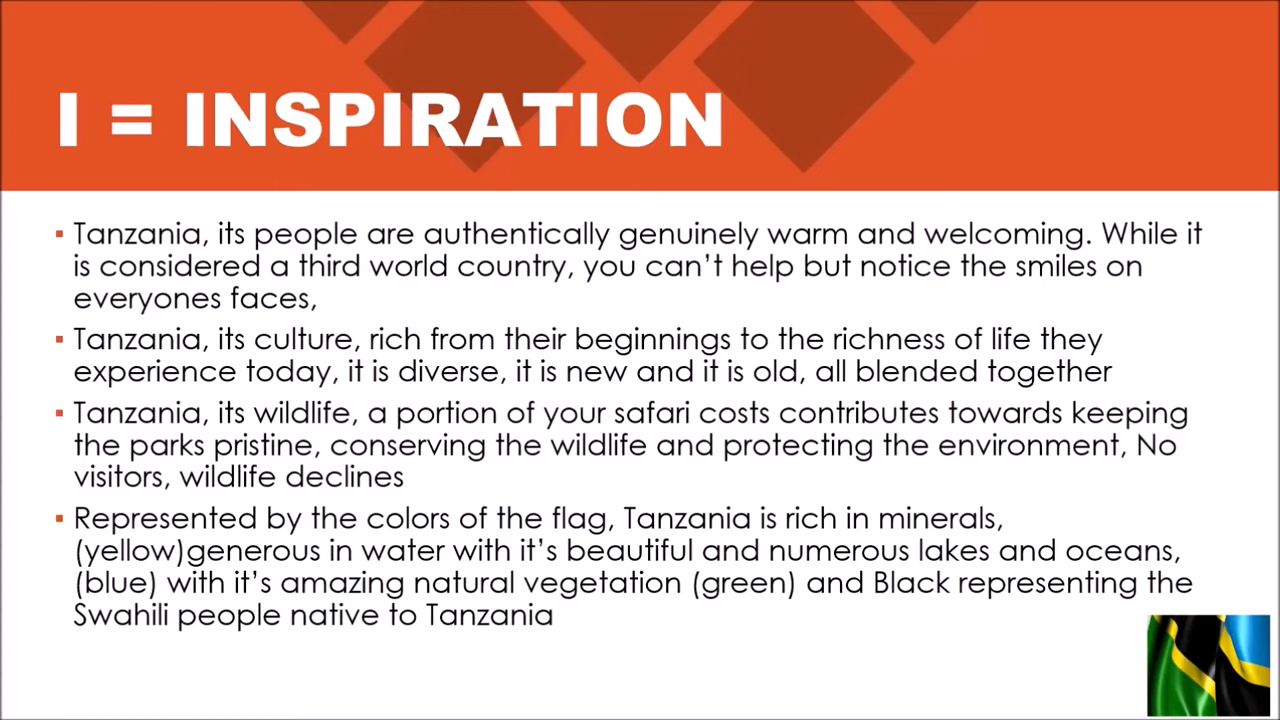 I = INSPIRATION
Tanzania, its people are authentically genuinely warm and welcoming. While it
is considered a third world country, you can't help but notice the smiles on
everyones faces,
Tanzania, its culture, rich from their beginnings to the richness of life they
experience today, it is diverse, it is new and it is old, all blended together
Tanzania, its wildlife, a portion of your safari costs contributes towards keeping
the parks pristine, conserving the wildlife and protecting the environment, No
visitors, wildlife declines
Represented by the colors of the flag, Tanzania is rich in minerals,
(yellow)generous in water with it's beautiful and numerous lakes and oceans,
(blue) with it's amazing natural vegetation (green) and Black representing the
Swahili people native to Tanzania